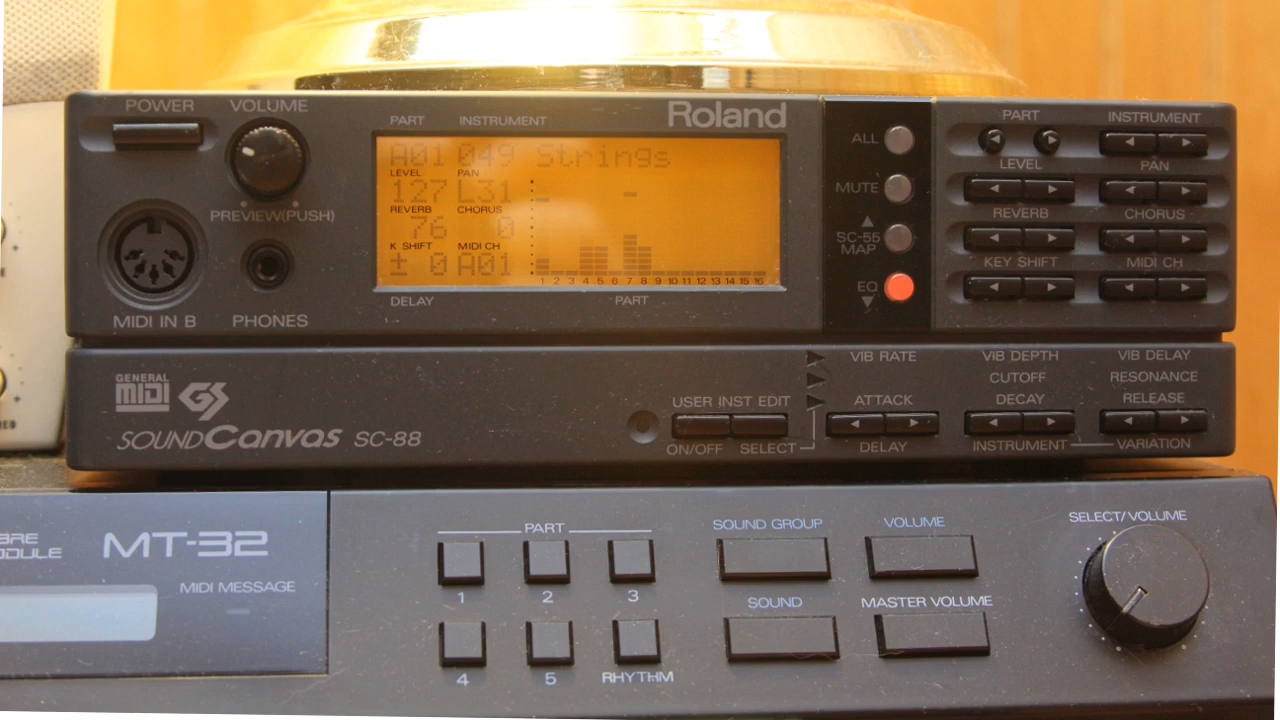 POWER VOLUME
PREVIEW(PUSH)
MIDI IN B PHONES
PART INSTRUMENT Roland
A01 049 Strings
LEVEL PAN
127 L31
REVERB CHORUS
76 0
K SHIFT MIDI CH
± 0 A01
1 2 3 4 5 6 7 8 9 10 11 12 13 14 15 16
DELAY PART
ALL
MUTE
SC-55
MAP
EQ
PART INSTRUMENT
LEVEL PAN
REVERB CHORUS
KEY SHIFT MIDI CH
GENERAL
MIDI GS
SOUND Canvas SC-88
USER INST EDIT
ON/OFF SELECT
VIB RATE VIB DEPTH VIB DELAY
CUTOFF RESONANCE
ATTACK DECAY RELEASE
DELAY INSTRUMENT VARIATION
MT-32
MIDI MESSAGE
PART
1 2 3
4 5 RHYTHM
SOUND GROUP VOLUME
SOUND MASTER VOLUME
SELECT/VOLUME